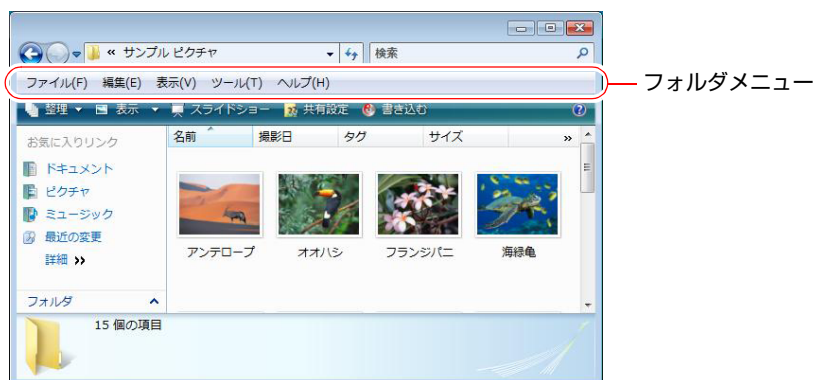 « サンプル ピクチャ
検索
ファイル(F) 編集(E) 表示(V) ツール(T) ヘルプ(H)
フォルダメニュー
整理 表示 スライドショー 共有設定 書き込む
お気に入りリンク
名前 撮影日 タグ サイズ »
ドキュメント
ピクチャ
ミュージック
最近の変更
詳細 »
アンテロープ オオハシ フランジパニ 海緑亀
フォルダ
15 個の項目